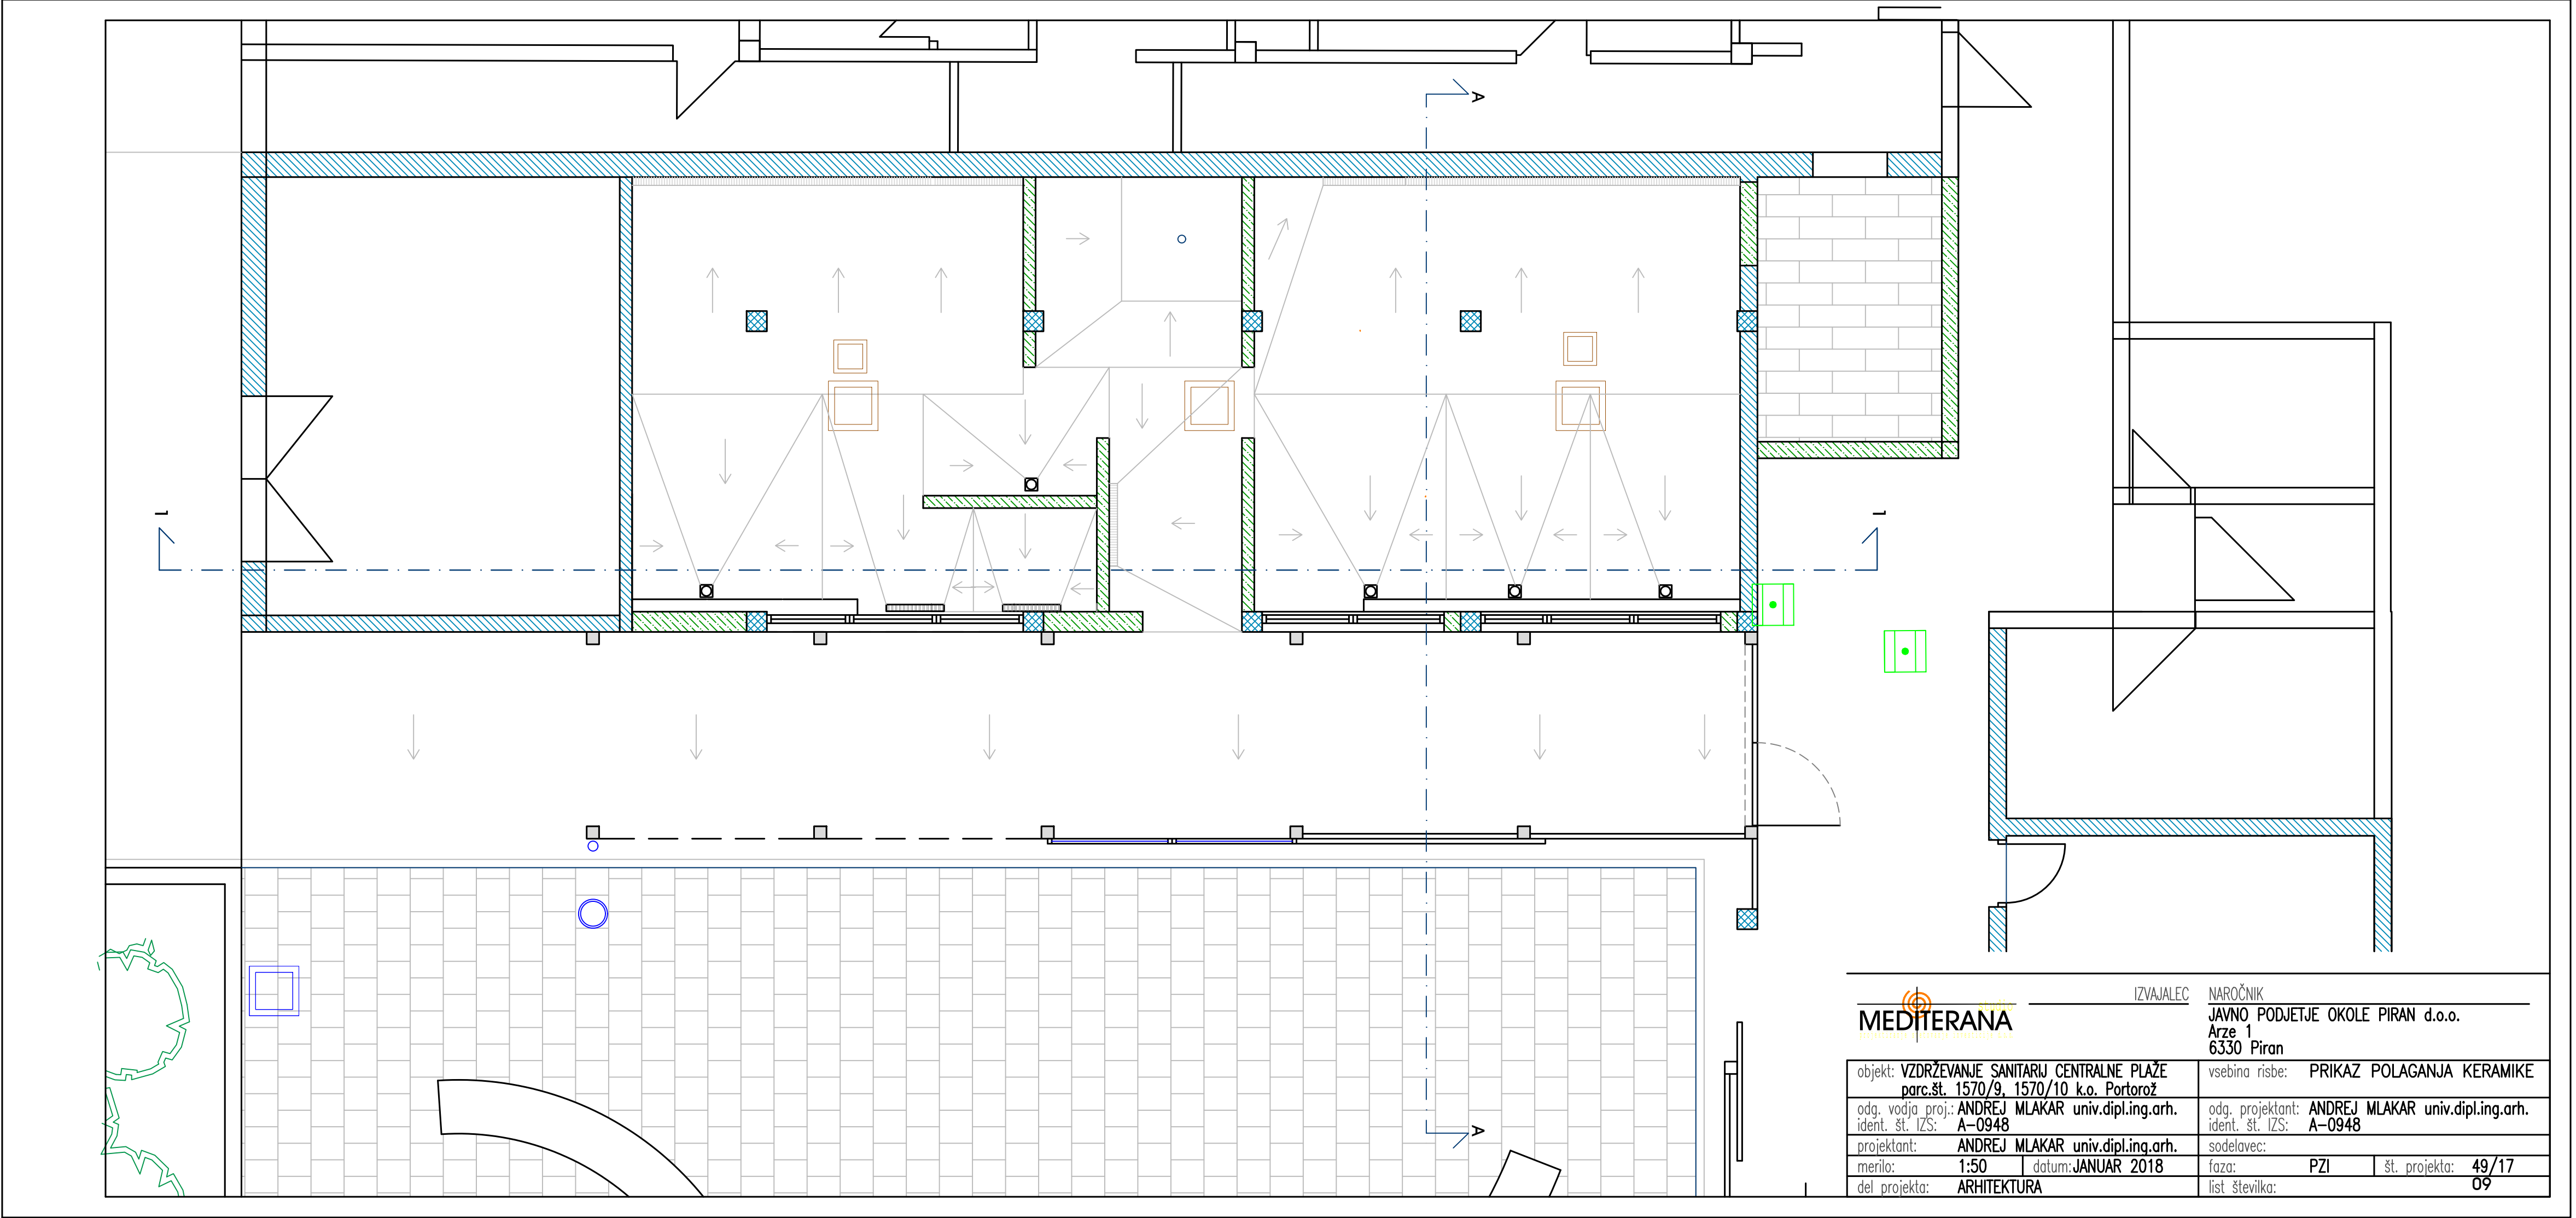 A
1
1
A
IZVAJALEC
MEDITERANA
NAROČNIK
JAVNO PODJETJE OKOLE PIRAN d.o.o.
Arze 1
6330 Piran
objekt: VZDRŽEVANJE SANITARIJ CENTRALNE PLAŽE
parc.št. 1570/9, 1570/10 k.o. Portorož
vsebina risbe: PRIKAZ POLAGANJA KERAMIKE
odg. vodja proj.: ANDREJ MLAKAR univ.dipl.ing.arh.
ident. št. IZS: A-0948
odg. projektant: ANDREJ MLAKAR univ.dipl.ing.arh.
ident. št. IZS: A-0948
projektant: ANDREJ MLAKAR univ.dipl.ing.arh.
sodelavec:
merilo: 1:50 datum: JANUAR 2018
faza: PZI št. projekta: 49/17
del projekta: ARHITEKTURA
list številka: 09